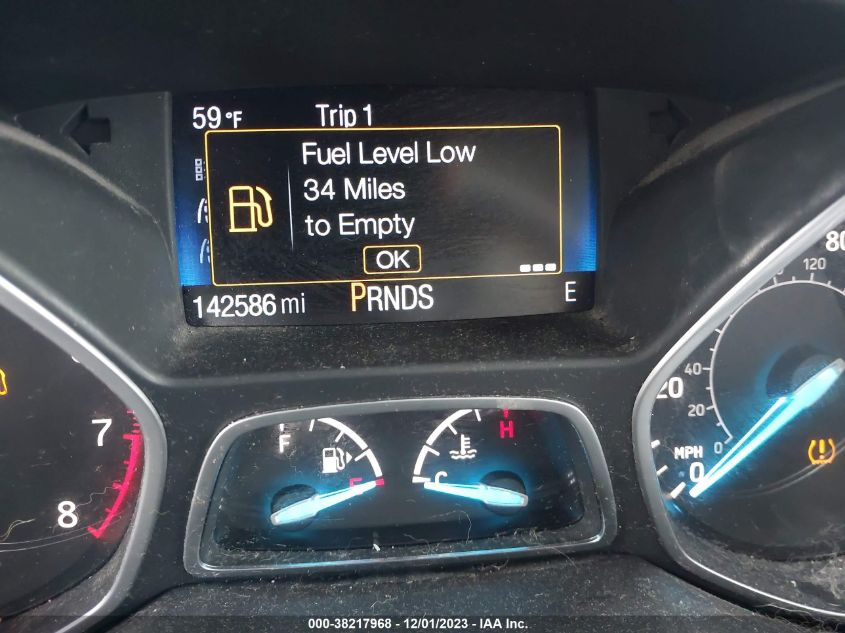 59°F Trip 1
Fuel Level Low
34 Miles
to Empty
OK
142586 mi PRNDS E
7
8
F
E
H
C
80
120
40
20
20
0
MPH
0
000-38217968 - 12/01/2023 - IAA Inc.